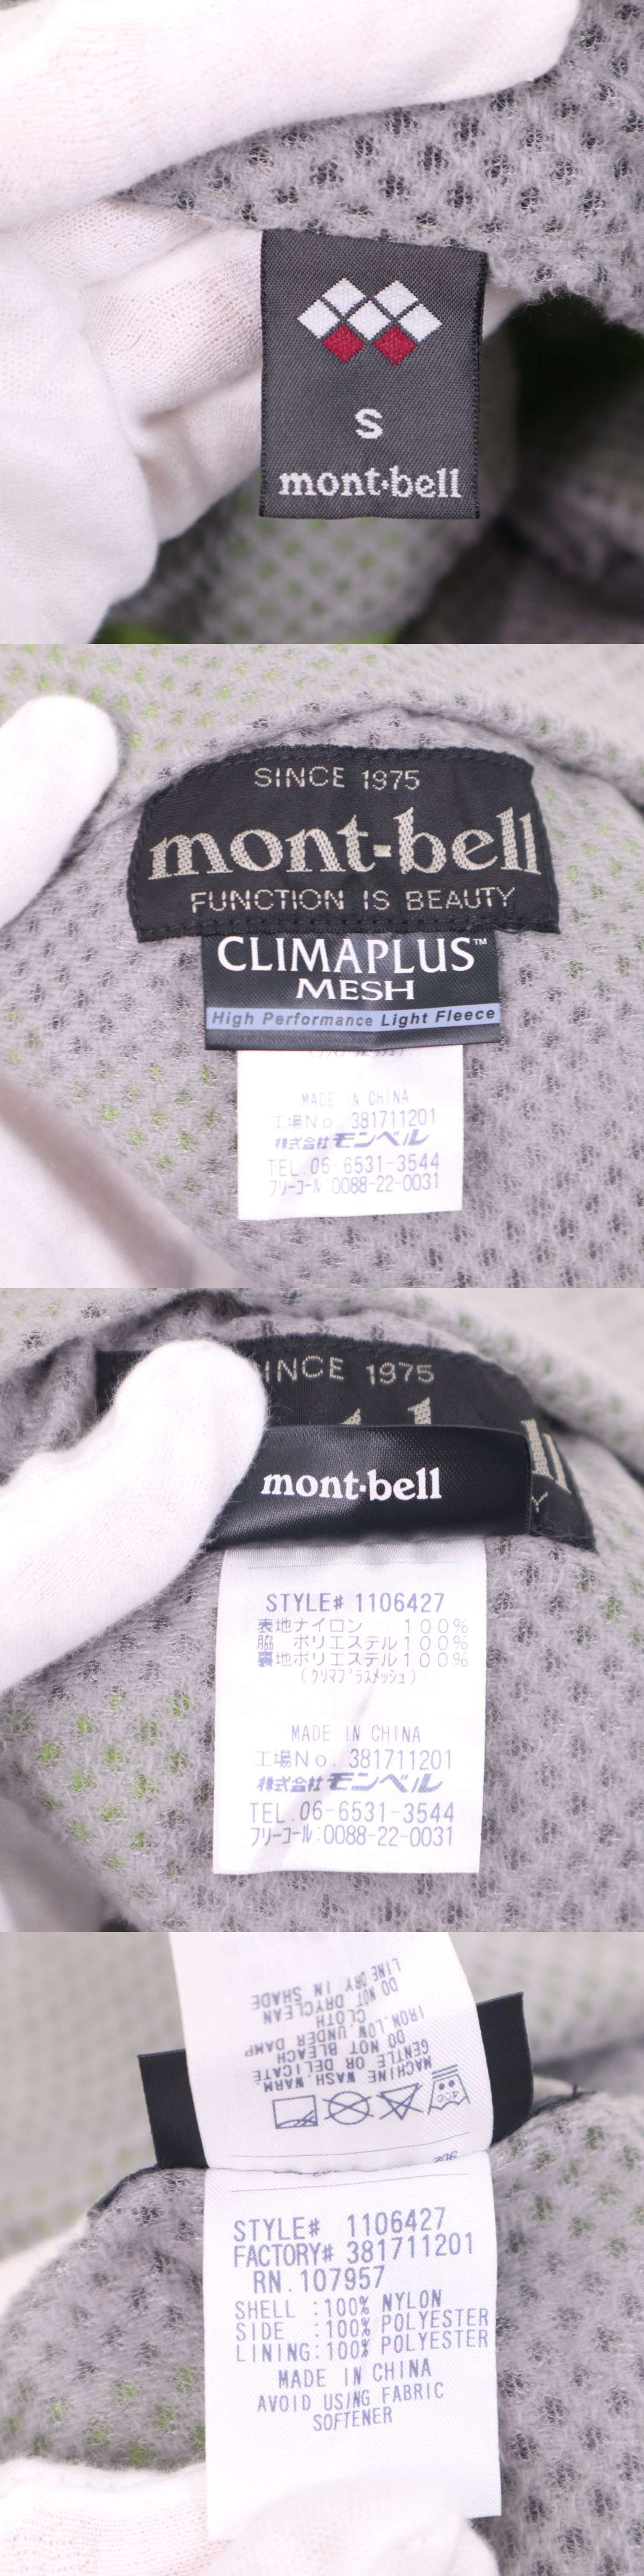 S
mont·bell
SINCE 1975
mont-bell
FUNCTION IS BEAUTY
CLIMAPLUS™
MESH
High Performance Light Fleece
MADE IN CHINA
工場No. 381711201
株式会社モンベル
TEL.06-6531-3544
フリーコール:0088-22-0031
INCE 1975
mont·bell
STYLE# 1106427
表地ナイロン 100%
脇 ポリエステル100%
裏地ポリエステル100%
(クリマプラスメッシュ)
MADE IN CHINA
工場No. 381711201
株式会社モンベル
TEL.06-6531-3544
フリーコール:0088-22-0031
MACHINE WASH.WARM.
GENTLE OR DELICATE
DO NOT BLEACH
IRON.LOW.UNDER DAMP
CLOTH
DO NOT DRYCLEAN
LINE DRY IN SHADE
STYLE# 1106427
FACTORY# 381711201
RN.107957
SHELL :100% NYLON
SIDE :100% POLYESTER
LINING:100% POLYESTER
MADE IN CHINA
AVOID USING FABRIC
SOFTENER